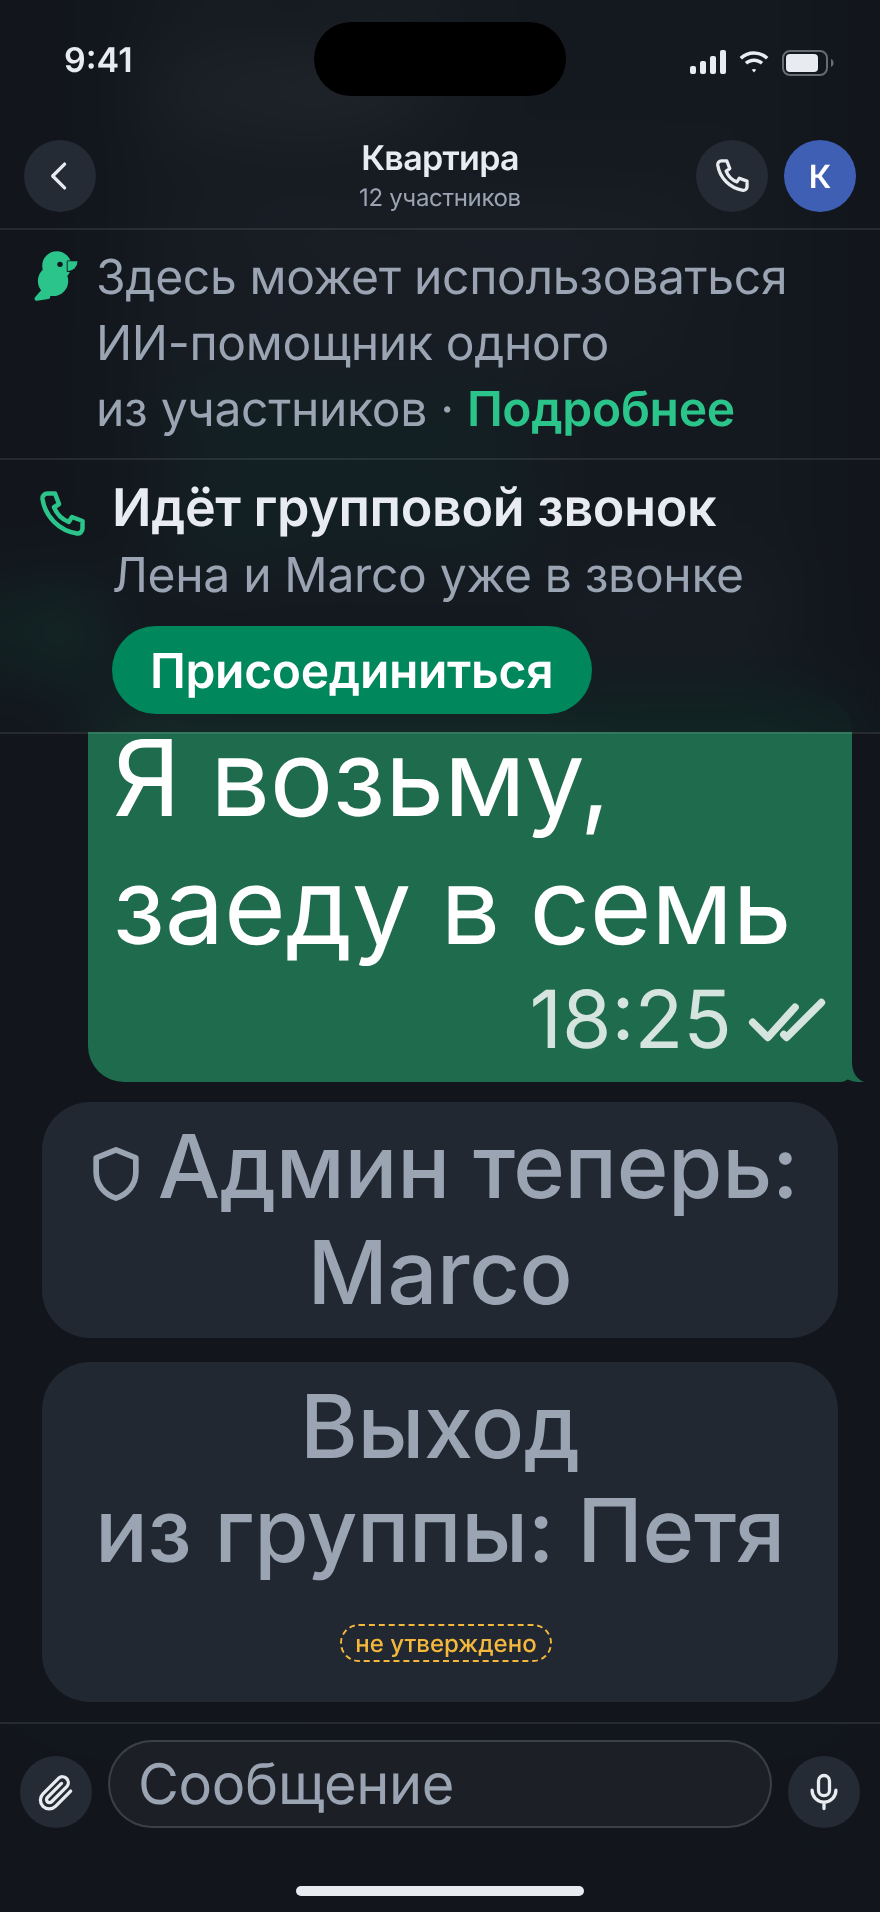 9:41
Квартира
12 участников
К
Здесь может использоваться
ИИ-помощник одного
из участников · Подробнее
Идёт групповой звонок
Лена и Marco уже в звонке
Присоединиться
Я возьму,
заеду в семь
18:25
Админ теперь:
Marco
Выход
из группы: Петя
не утверждено
Сообщение